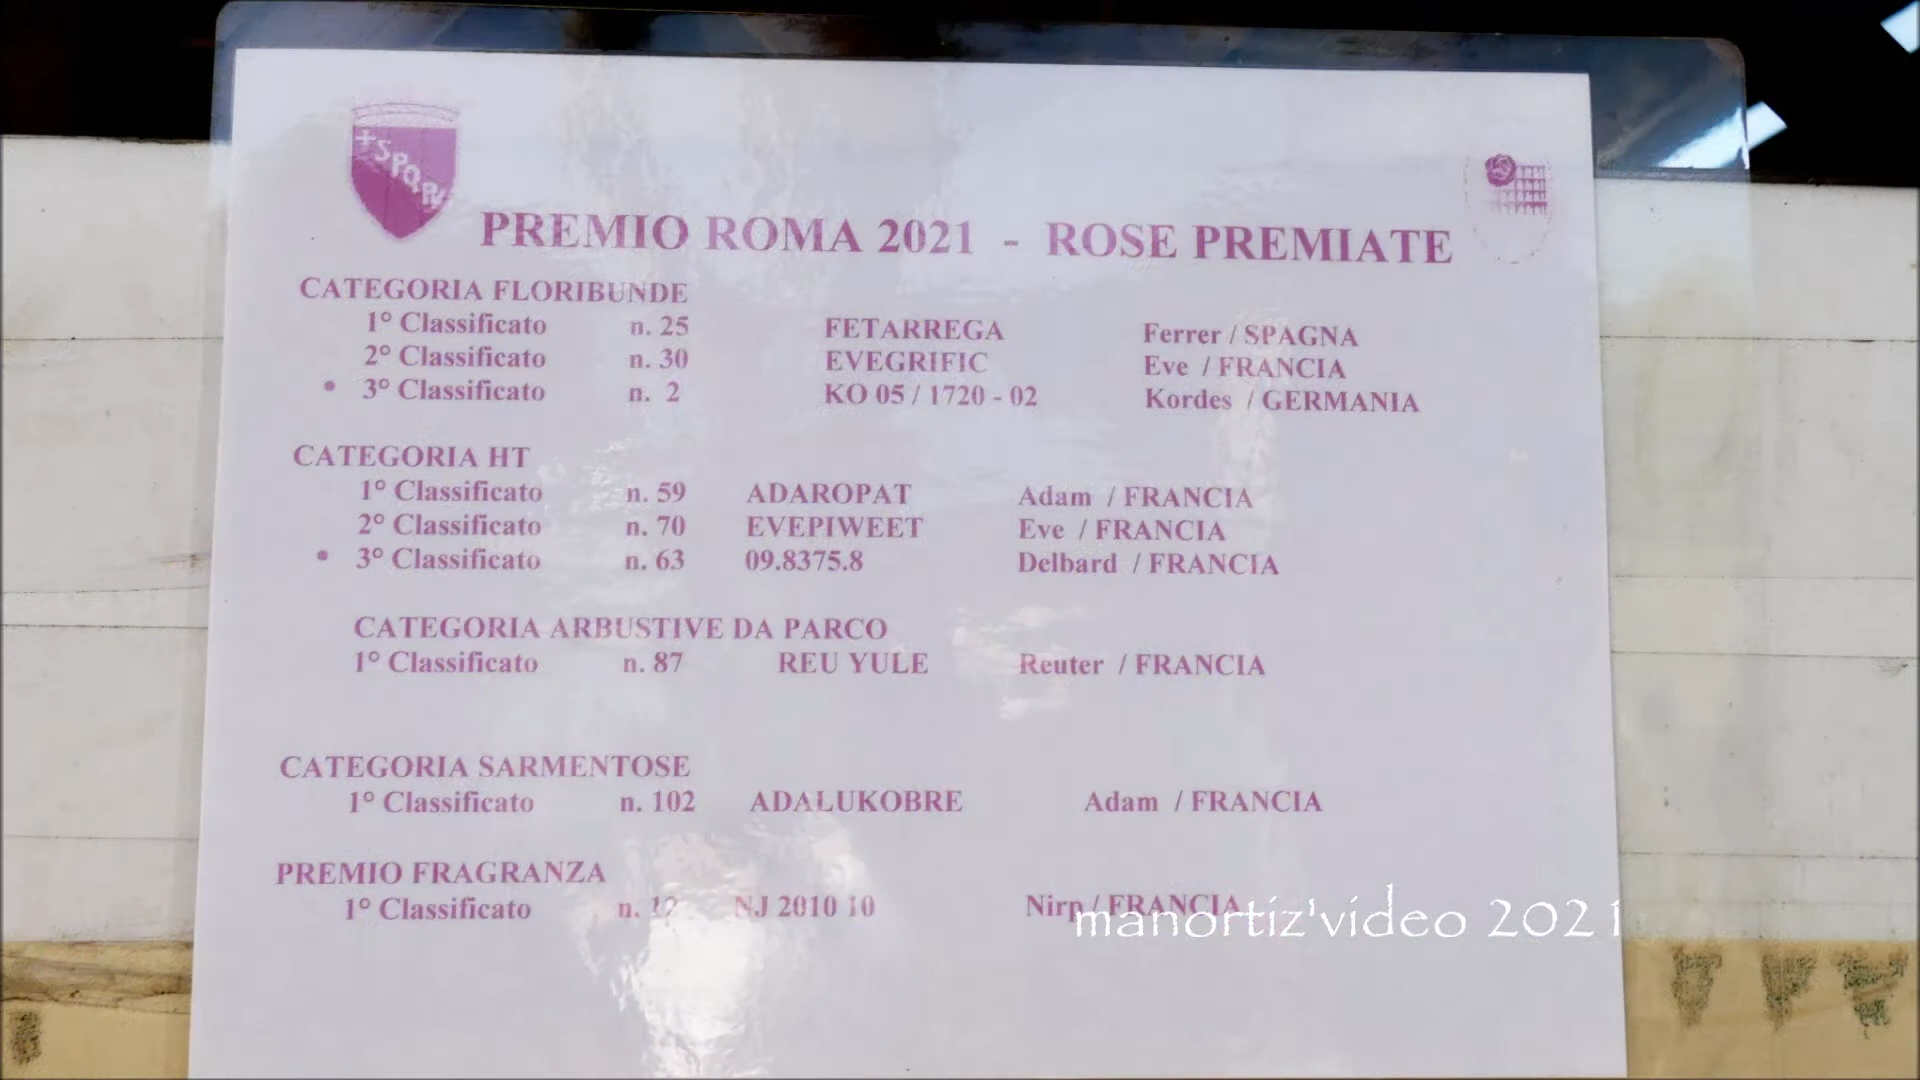 +SPQR
PREMIO ROMA 2021 - ROSE PREMIATE
CATEGORIA FLORIBUNDE
1° Classificato n. 25 FETARREGA Ferrer / SPAGNA
2° Classificato n. 30 EVEGRIFIC Eve / FRANCIA
• 3° Classificato n. 2 KO 05 / 1720 - 02 Kordes / GERMANIA
CATEGORIA HT
1° Classificato n. 59 ADAROPAT Adam / FRANCIA
2° Classificato n. 70 EVEPIWEET Eve / FRANCIA
• 3° Classificato n. 63 09.8375.8 Delbard / FRANCIA
CATEGORIA ARBUSTIVE DA PARCO
1° Classificato n. 87 REU YULE Reuter / FRANCIA
CATEGORIA SARMENTOSE
1° Classificato n. 102 ADALUKOBRE Adam / FRANCIA
PREMIO FRAGRANZA
1° Classificato n. NJ 2010 10 Nirp / FRANCIA
manortiz'video 2021